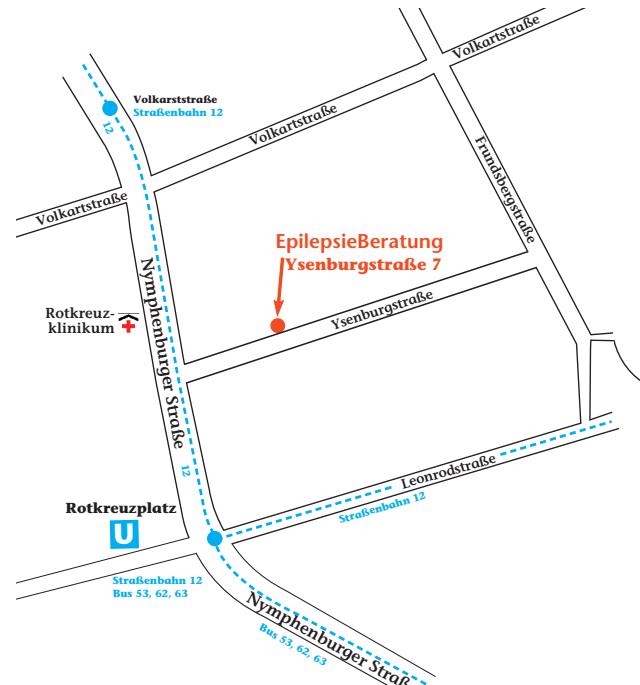 Volkartstraße
Volkarststraße
Straßenbahn 12
12
Volkartstraße
Frundsbergstraße
Volkartstraße
EpilepsieBeratung
Ysenburgstraße 7
Nymphenburger Straße
Rotkreuz-
klinikum
Ysenburgstraße
12
Leonrodstraße
Straßenbahn 12
Rotkreuzplatz
U
Straßenbahn 12
Bus 53, 62, 63
Nymphenburger Straß
Bus 53, 62, 63